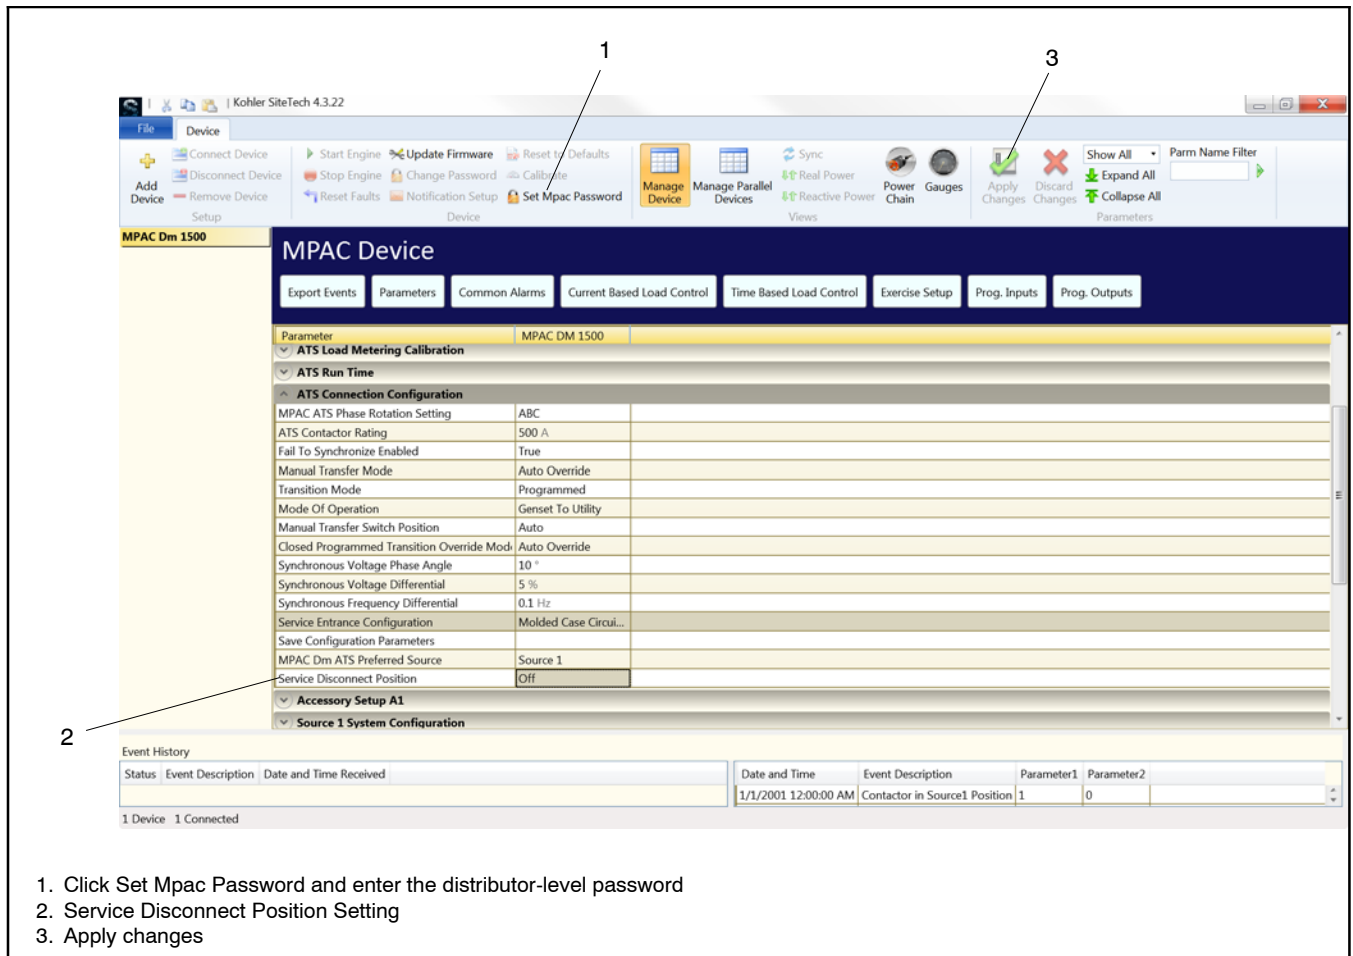 1
3
Kohler SiteTech 4.3.22
File
Device
Connect Device
Start Engine
Update Firmware
Reset to Defaults
Sync
Show All
Parm Name Filter
Disconnect Device
Stop Engine
Change Password
Calibrate
Real Power
Expand All
Add Device
Remove Device
Reset Faults
Notification Setup
Set Mpac Password
Manage Device
Manage Parallel Devices
Reactive Power
Power Chain
Gauges
Apply Changes
Discard Changes
Collapse All
Setup
Device
Views
Parameters
MPAC Dm 1500
MPAC Device
Export Events
Parameters
Common Alarms
Current Based Load Control
Time Based Load Control
Exercise Setup
Prog. Inputs
Prog. Outputs
Parameter MPAC DM 1500
ATS Load Metering Calibration
ATS Run Time
ATS Connection Configuration
MPAC ATS Phase Rotation Setting ABC
ATS Contactor Rating 500 A
Fail To Synchronize Enabled True
Manual Transfer Mode Auto Override
Transition Mode Programmed
Mode Of Operation Genset To Utility
Manual Transfer Switch Position Auto
Closed Programmed Transition Override Mod Auto Override
Synchronous Voltage Phase Angle 10 °
Synchronous Voltage Differential 5 %
Synchronous Frequency Differential 0.1 Hz
Service Entrance Configuration Molded Case Circui...
Save Configuration Parameters
MPAC Dm ATS Preferred Source Source 1
Service Disconnect Position Off
Accessory Setup A1
Source 1 System Configuration
2
Event History
Status Event Description Date and Time Received
Date and Time Event Description Parameter1 Parameter2
1/1/2001 12:00:00 AM Contactor in Source1 Position 1 0
1 Device 1 Connected
1. Click Set Mpac Password and enter the distributor-level password
2. Service Disconnect Position Setting
3. Apply changes